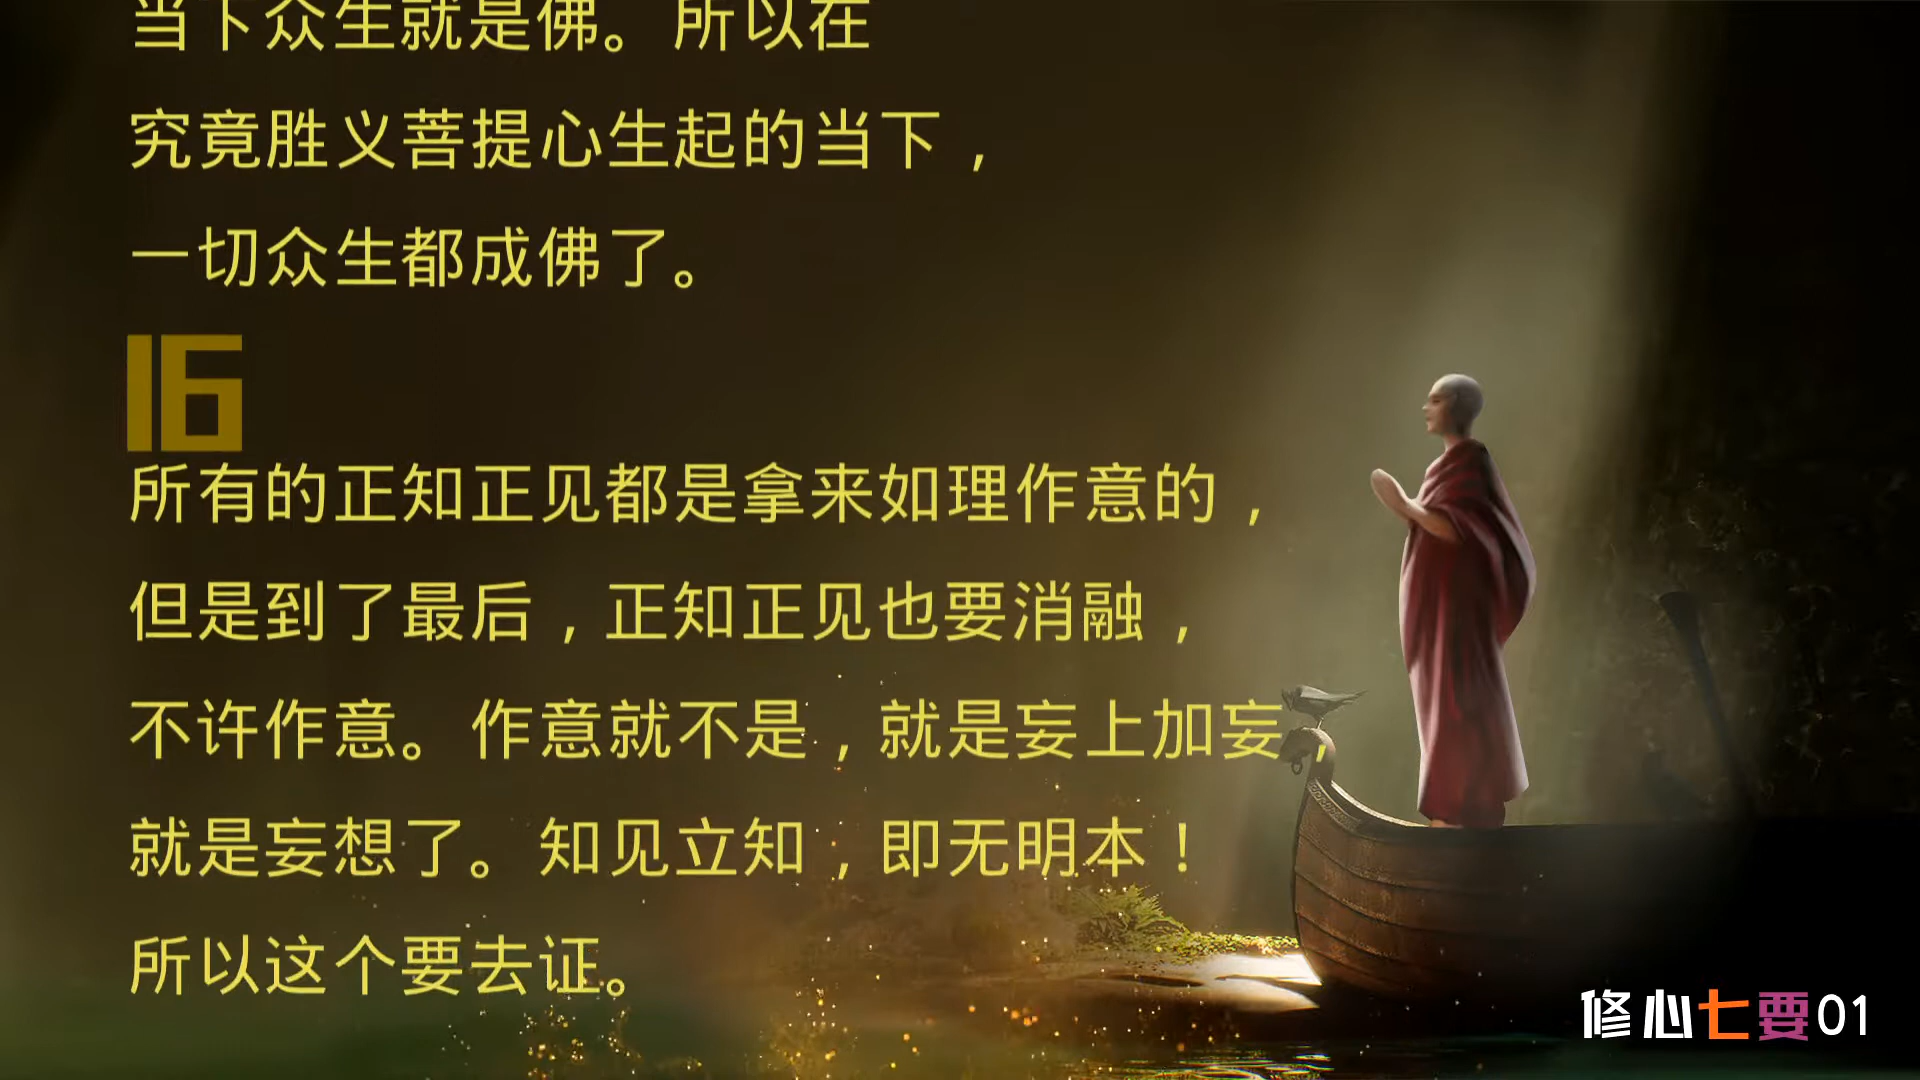 当下众生就是佛。所以在
究竟胜义菩提心生起的当下，
一切众生都成佛了。
16
所有的正知正见都是拿来如理作意的，
但是到了最后，正知正见也要消融，
不许作意。作意就不是，就是妄上加妄，
就是妄想了。知见立知，即无明本！
所以这个要去证。
修心七要01